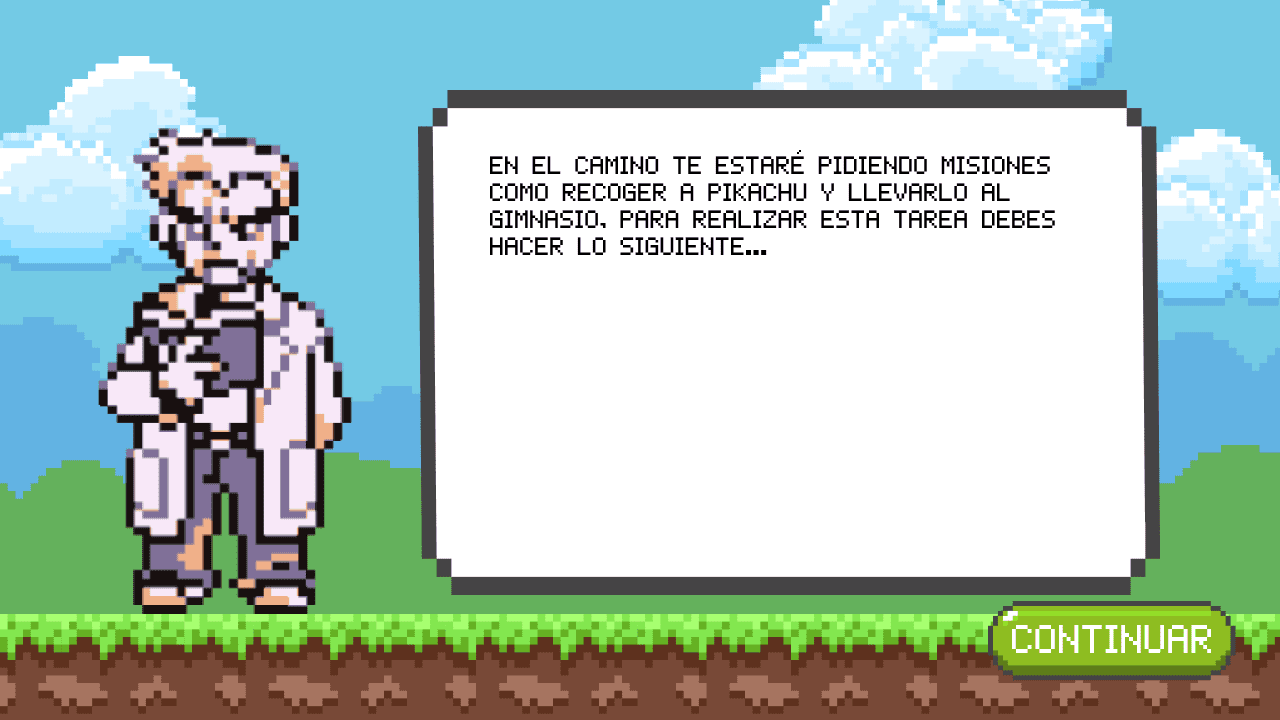 EN EL CAMINO TE ESTARÉ PIDIENDO MISIONES
COMO RECOGER A PIKACHU Y LLEVARLO AL
GIMNASIO. PARA REALIZAR ESTA TAREA DEBES
HACER LO SIGUIENTE...
CONTINUAR